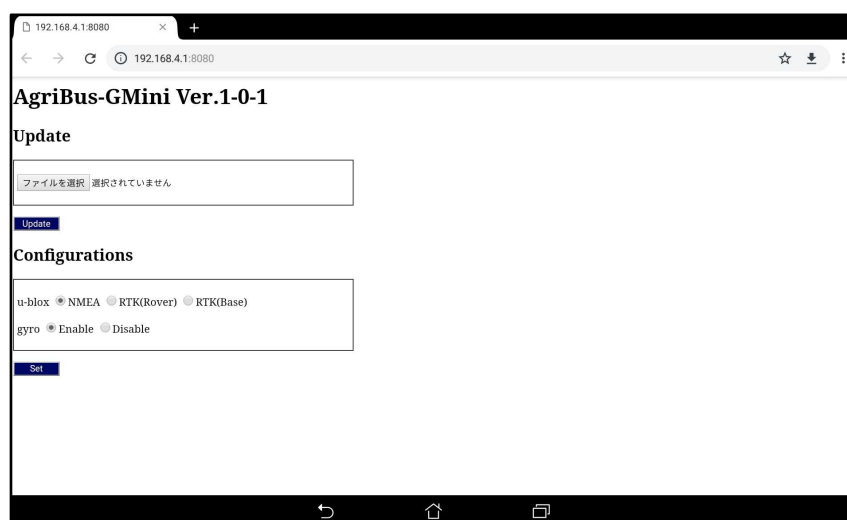 192.168.4.1:8080
192.168.4.1:8080
AgriBus-GMini Ver.1-0-1
Update
ファイルを選択 選択されていません
Update
Configurations
u-blox NMEA RTK(Rover) RTK(Base)
gyro Enable Disable
Set